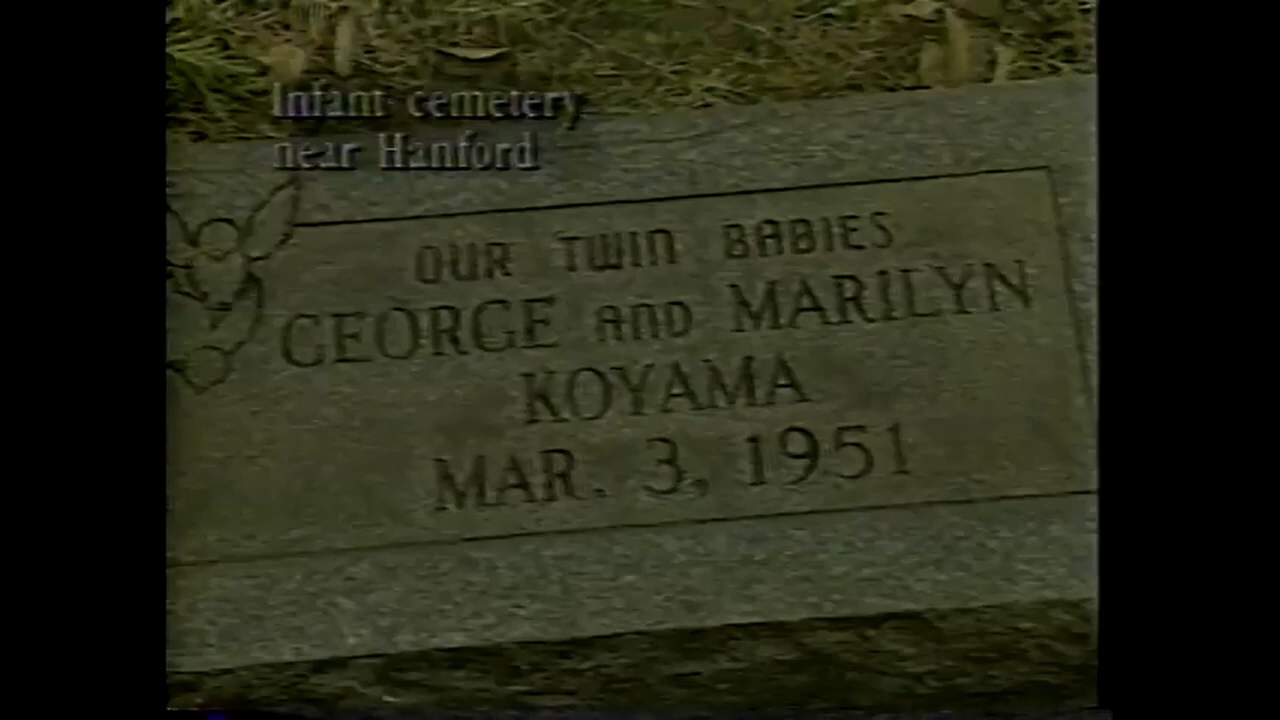 Infant cemetery
near Hanford
OUR TWIN BABIES
GEORGE AND MARILYN
KOYAMA
MAR. 3, 1951